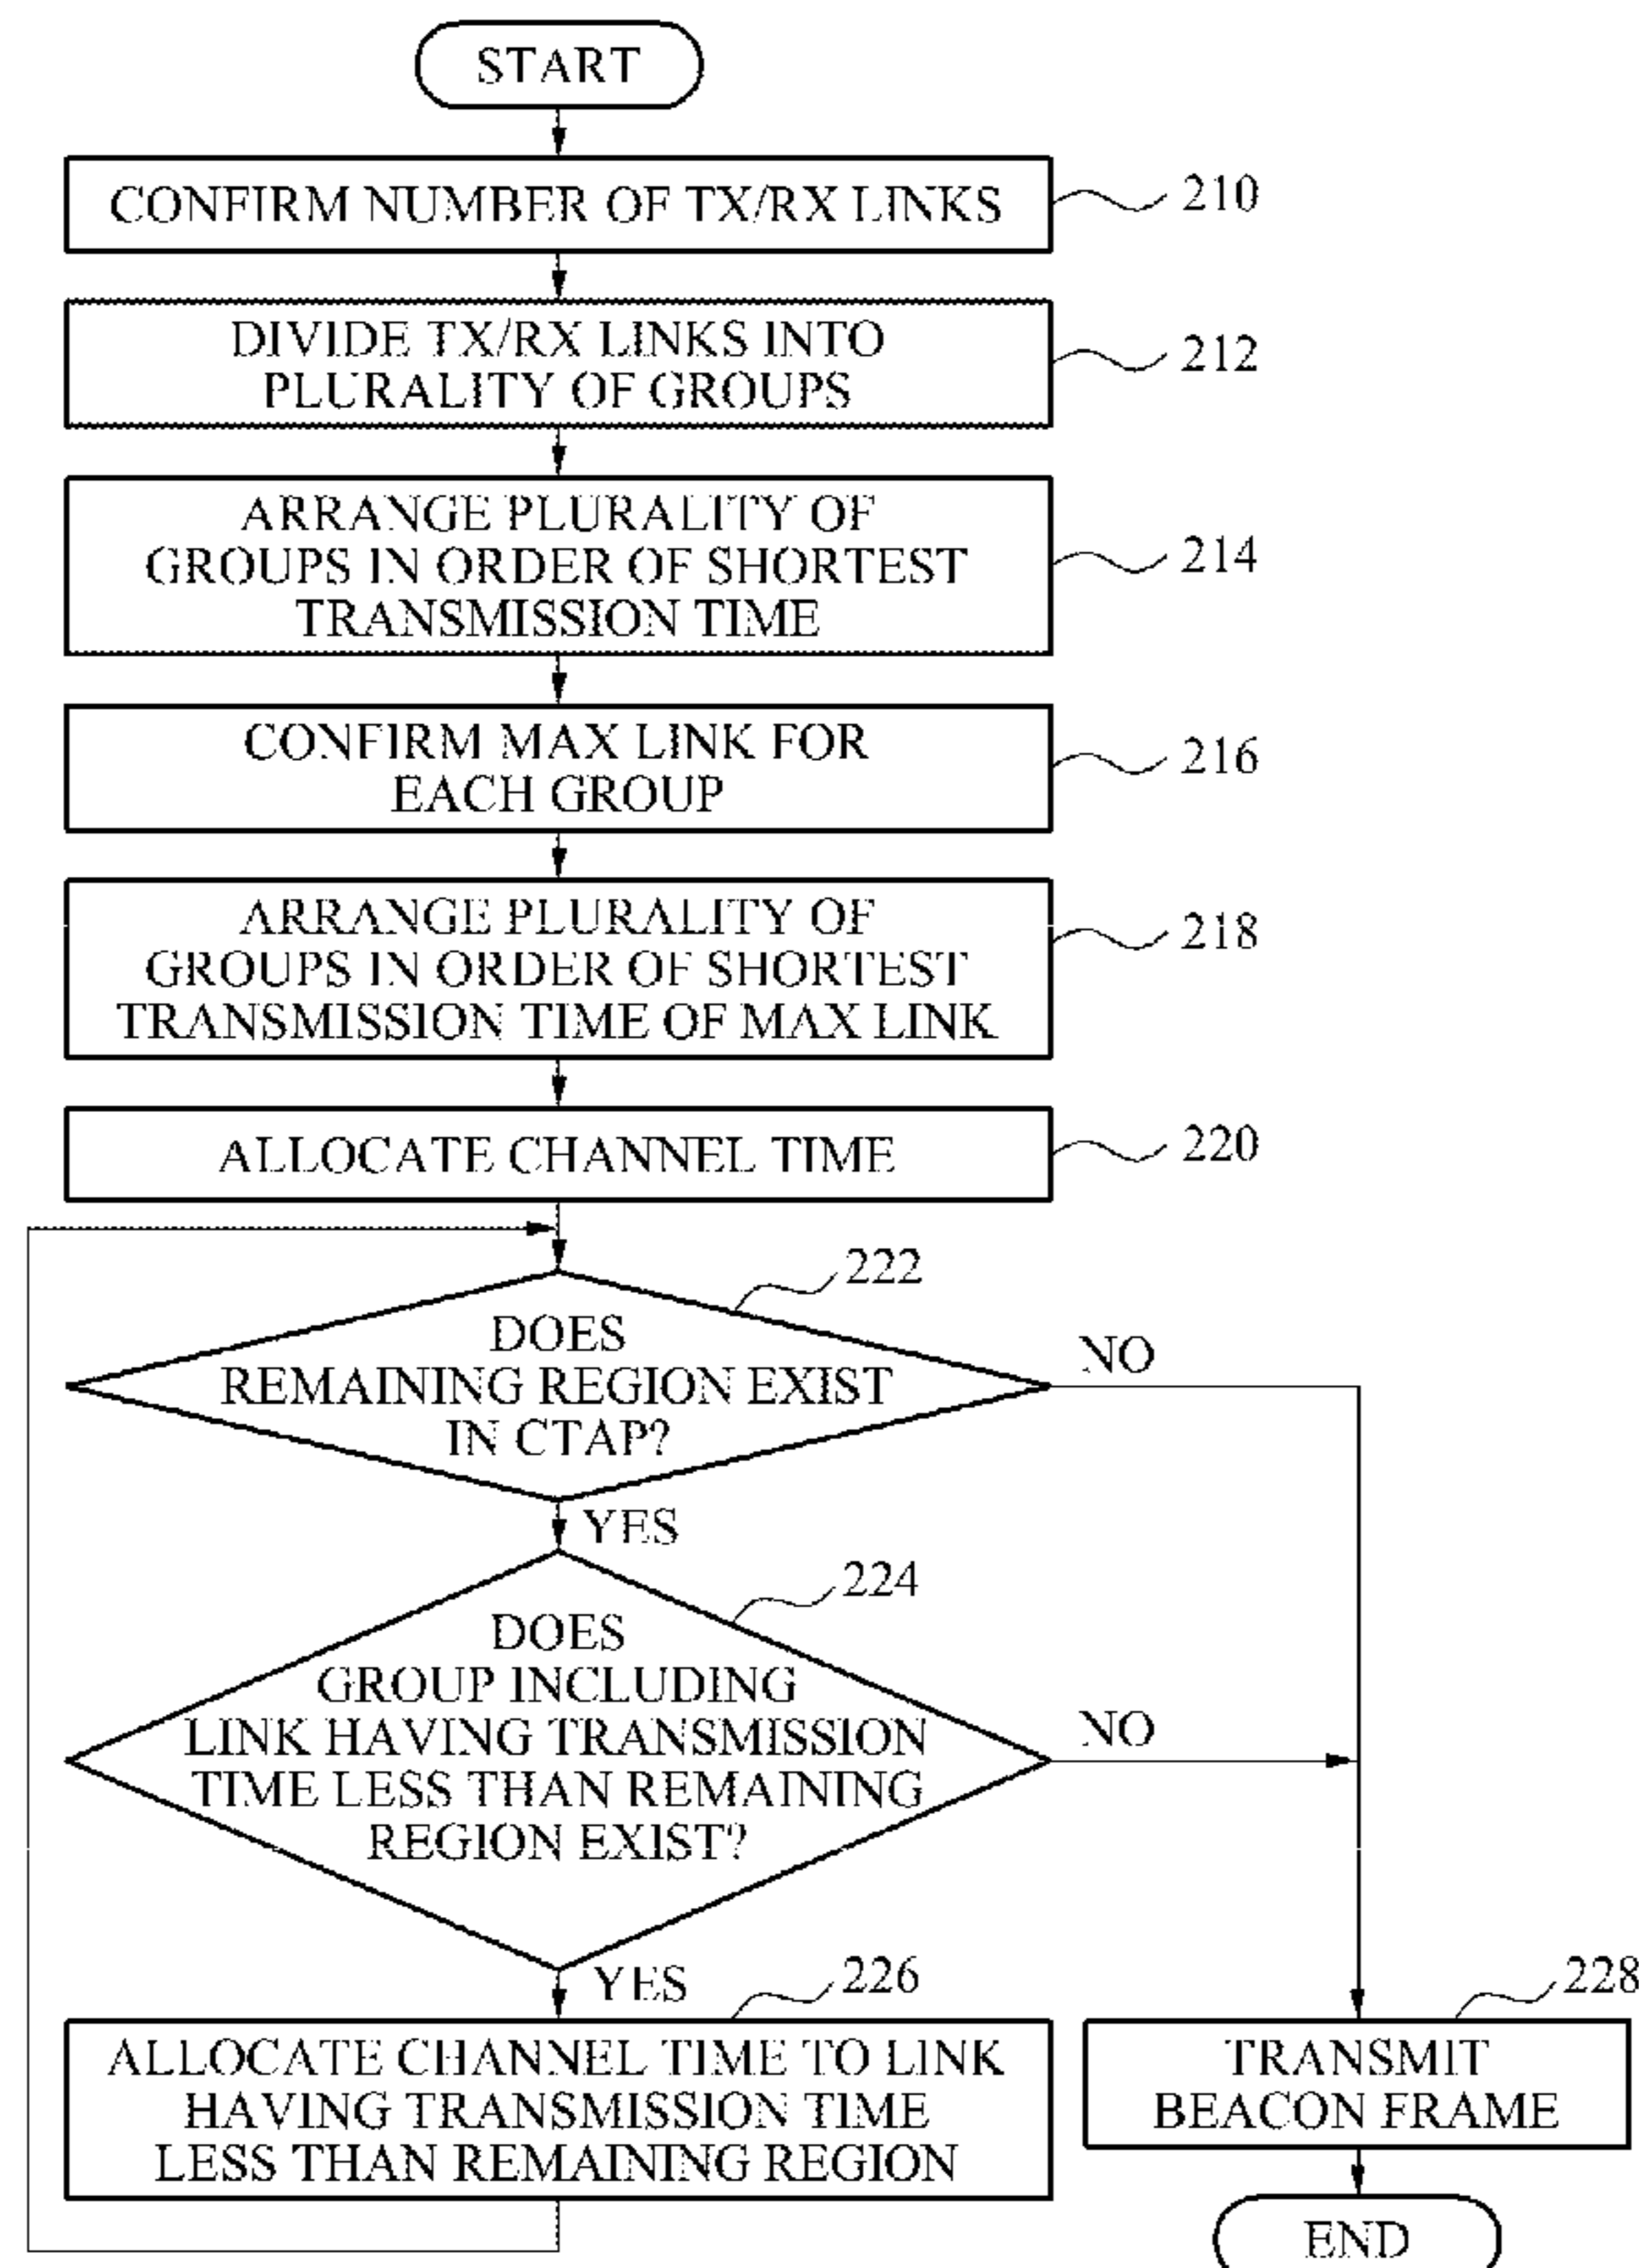 START
CONFIRM NUMBER OF TX/RX LINKS
210
DIVIDE TX/RX LINKS INTO
PLURALITY OF GROUPS
212
ARRANGE PLURALITY OF
GROUPS IN ORDER OF SHORTEST
TRANSMISSION TIME
214
CONFIRM MAX LINK FOR
EACH GROUP
216
ARRANGE PLURALITY OF
GROUPS IN ORDER OF SHORTEST
TRANSMISSION TIME OF MAX LINK
218
ALLOCATE CHANNEL TIME
220
222
DOES
REMAINING REGION EXIST
IN CTAP?
NO
YES
224
DOES
GROUP INCLUDING
LINK HAVING TRANSMISSION
TIME LESS THAN REMAINING
REGION EXIST?
NO
YES
226
ALLOCATE CHANNEL TIME TO LINK
HAVING TRANSMISSION TIME
LESS THAN REMAINING REGION
228
TRANSMIT
BEACON FRAME
END